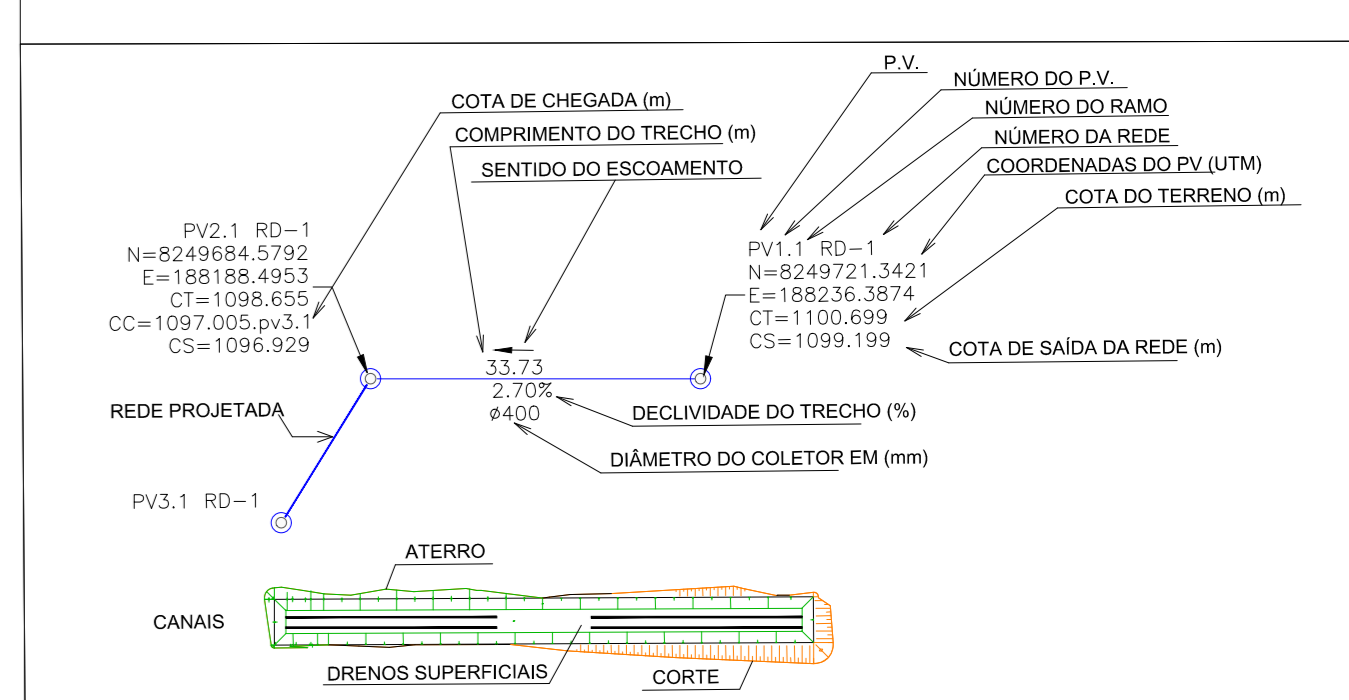 P.V.
NÚMERO DO P.V.
COTA DE CHEGADA (m)
NÚMERO DO RAMO
COMPRIMENTO DO TRECHO (m)
NÚMERO DA REDE
SENTIDO DO ESCOAMENTO
COORDENADAS DO PV (UTM)
COTA DO TERRENO (m)
PV2.1 RD-1
N=8249684.5792
E=188188.4953
CT=1098.655
CC=1097.005.pv3.1
CS=1096.929
PV1.1 RD-1
N=8249721.3421
E=188236.3874
CT=1100.699
CS=1099.199
COTA DE SAÍDA DA REDE (m)
33.73
2.70%
ø400
REDE PROJETADA
DECLIVIDADE DO TRECHO (%)
DIÂMETRO DO COLETOR EM (mm)
PV3.1 RD-1
ATERRO
CANAIS
DRENOS SUPERFICIAIS
CORTE